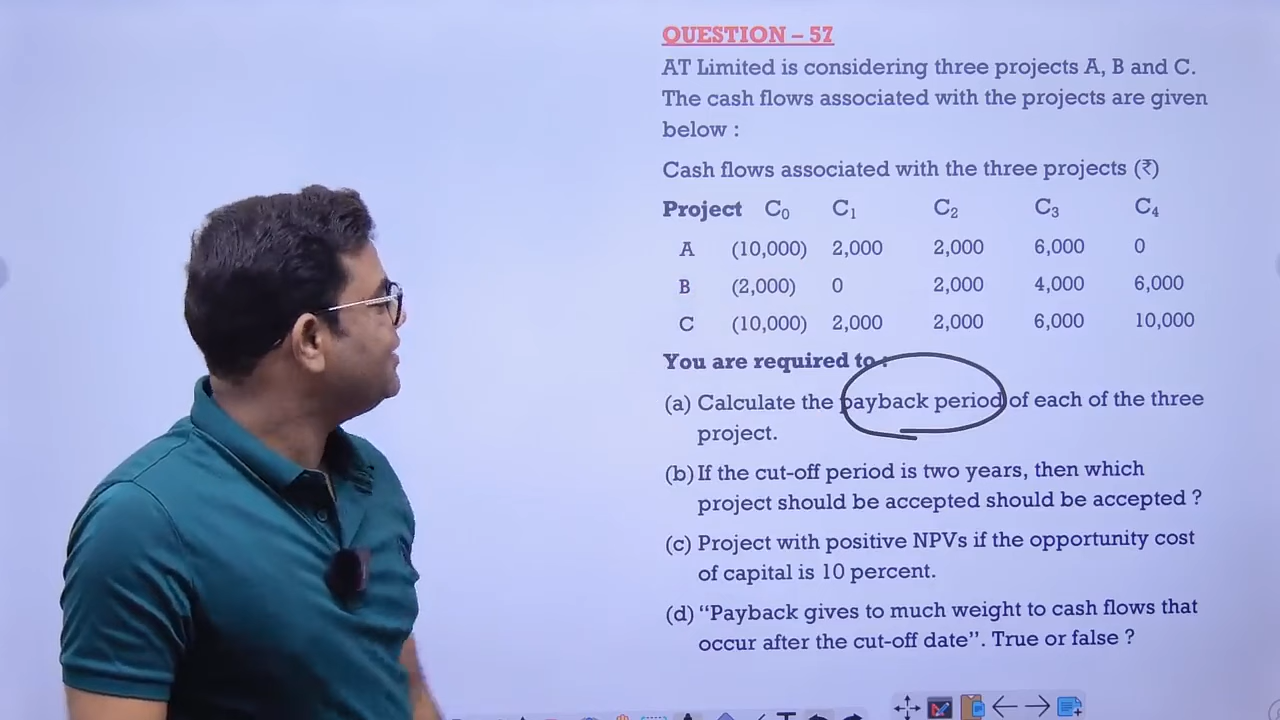 QUESTION – 57
AT Limited is considering three projects A, B and C.
The cash flows associated with the projects are given
below :
Cash flows associated with the three projects (₹)
Project C₀ C₁ C₂ C₃ C₄
A (10,000) 2,000 2,000 6,000 0
B (2,000) 0 2,000 4,000 6,000
C (10,000) 2,000 2,000 6,000 10,000
You are required to :
(a) Calculate the payback period of each of the three
project.
(b) If the cut-off period is two years, then which
project should be accepted should be accepted ?
(c) Project with positive NPVs if the opportunity cost
of capital is 10 percent.
(d) “Payback gives to much weight to cash flows that
occur after the cut-off date”. True or false ?